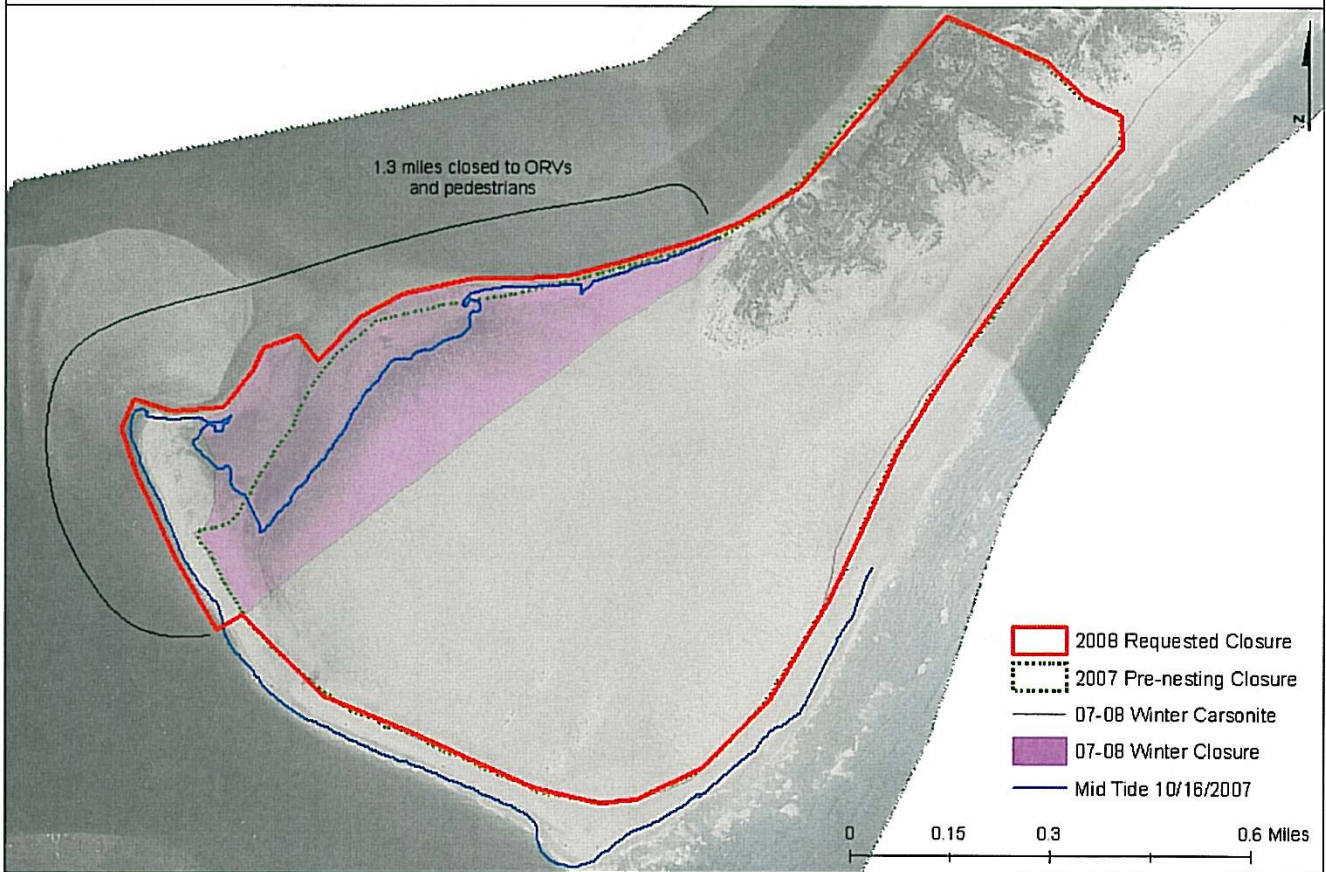 N
1.3 miles closed to ORVs
and pedestrians
2008 Requested Closure
2007 Pre-nesting Closure
07-08 Winter Carsonite
07-08 Winter Closure
Mid Tide 10/16/2007
0 0.15 0.3 0.6 Miles